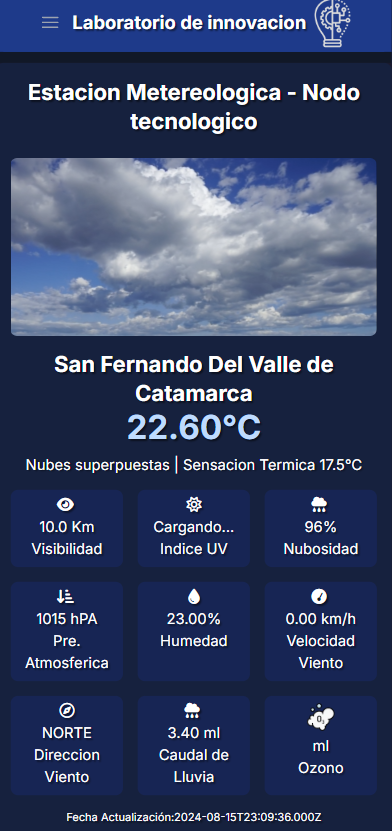 Laboratorio de innovacion
Estacion Metereologica - Nodo
tecnologico
San Fernando Del Valle de
Catamarca
22.60°C
Nubes superpuestas | Sensacion Termica 17.5°C
10.0 Km
Visibilidad
Cargando...
Indice UV
96%
Nubosidad
1015 hPA
Pre.
Atmosferica
23.00%
Humedad
0.00 km/h
Velocidad
Viento
NORTE
Direccion
Viento
3.40 ml
Caudal de
Lluvia
O3
ml
Ozono
Fecha Actualización:2024-08-15T23:09:36.000Z